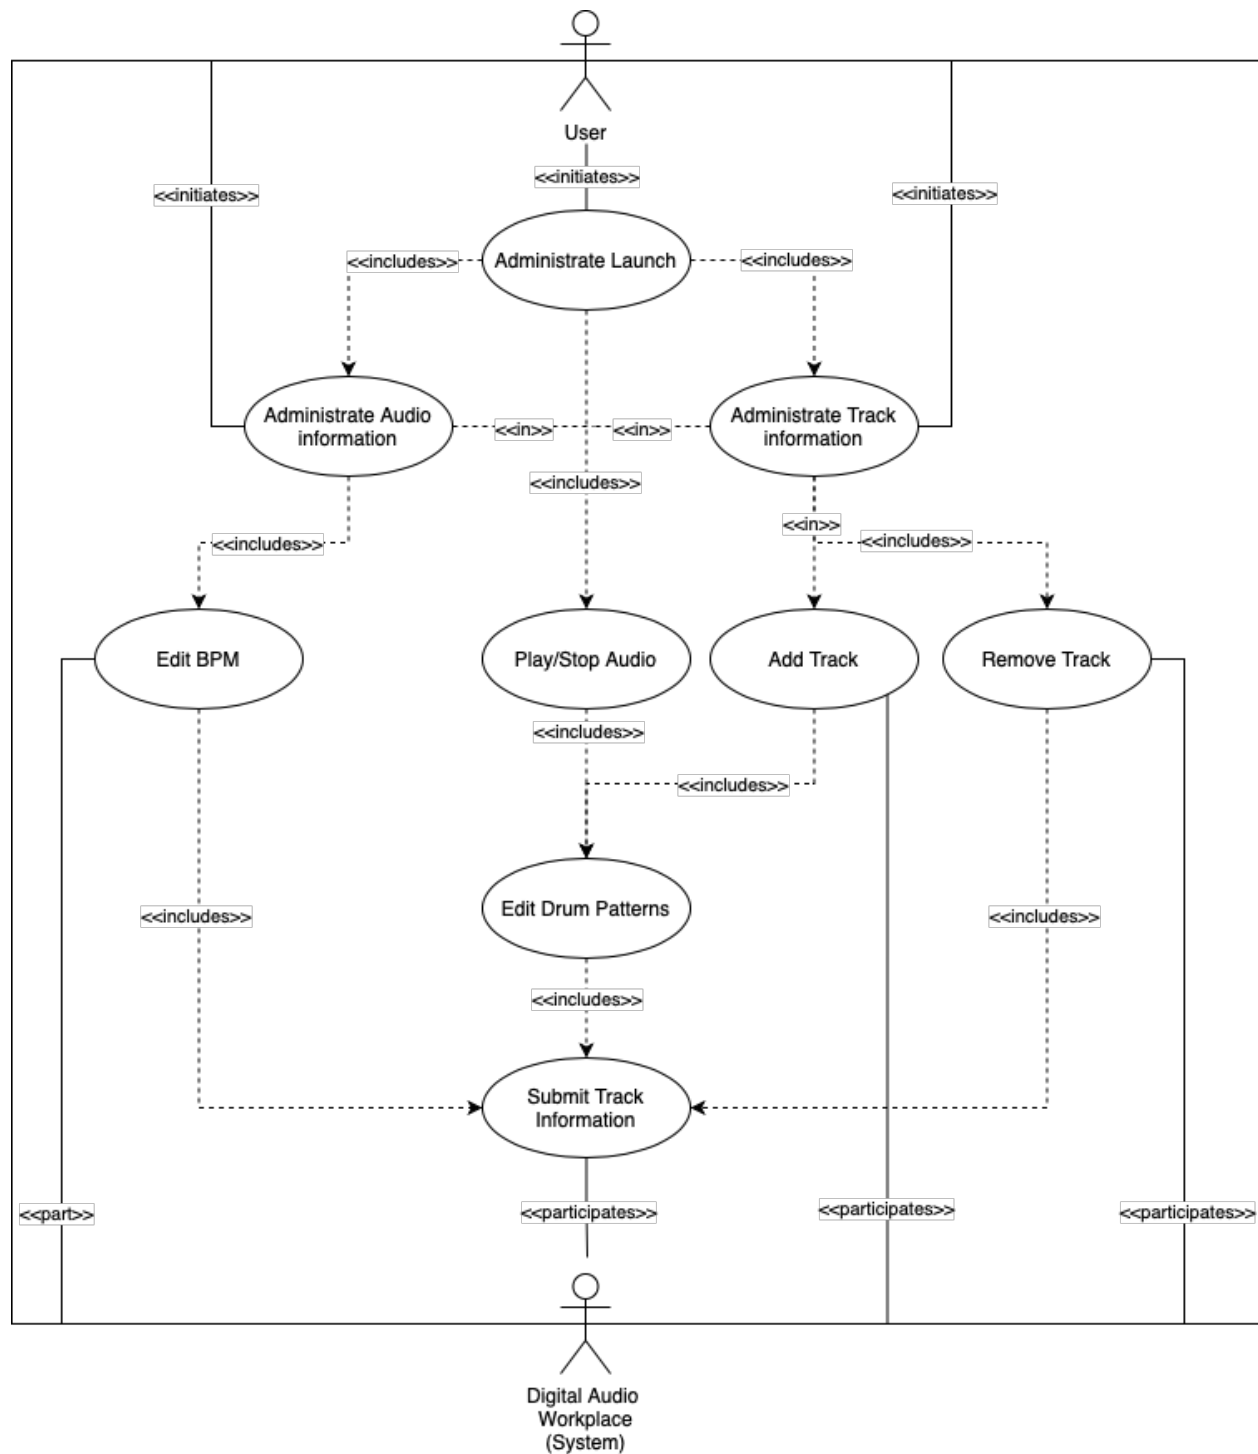 User
<<initiates>>
<<initiates>>
<<initiates>>
Administrate Launch
<<includes>>
<<includes>>
Administrate Audio
information
<<in>>
<<in>>
Administrate Track
information
<<includes>>
<<in>>
<<includes>>
<<includes>>
Edit BPM
Play/Stop Audio
Add Track
Remove Track
<<includes>>
<<includes>>
Edit Drum Patterns
<<includes>>
<<includes>>
<<includes>>
Submit Track
Information
<<part>>
<<participates>>
<<participates>>
<<participates>>
Digital Audio
Workplace
(System)